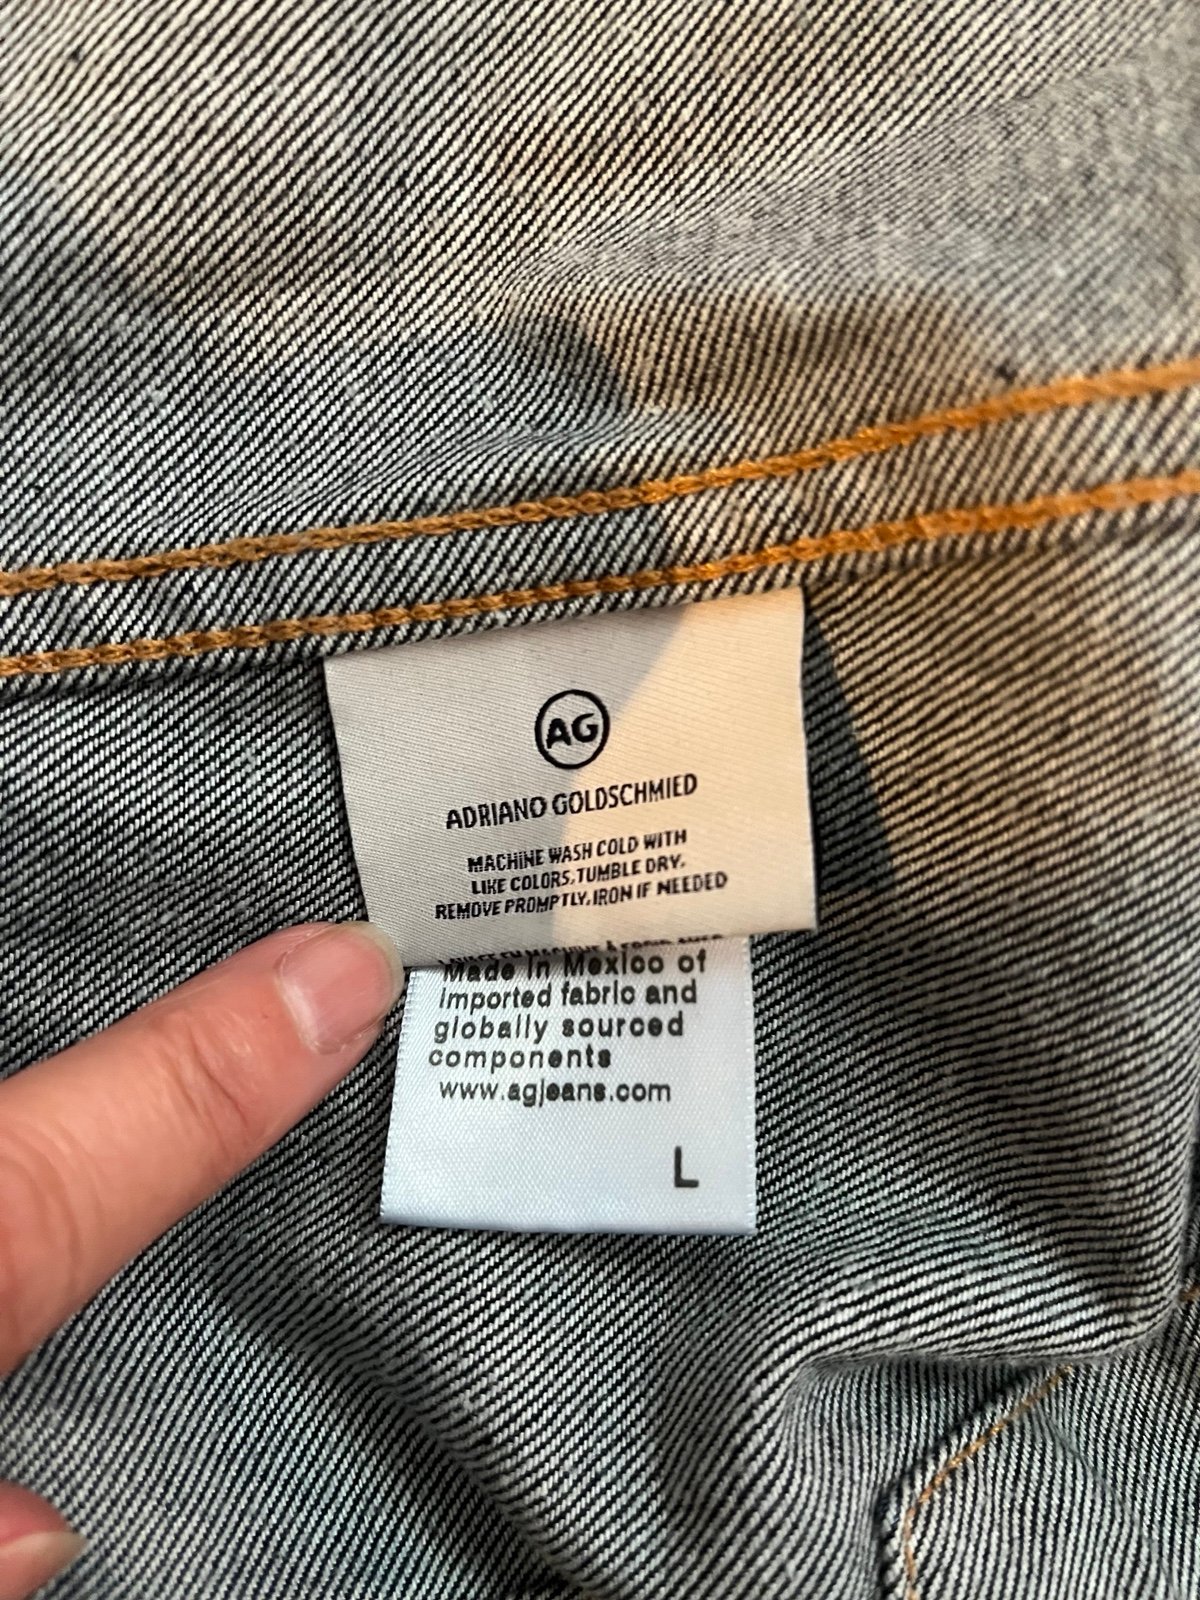 AG
ADRIANO GOLDSCHMIED
MACHINE WASH COLD WITH
LIKE COLORS, TUMBLE DRY.
REMOVE PROMPTLY, IRON IF NEEDED
Made In Mexico of
imported fabric and
globally sourced
components
www.agjeans.com
L